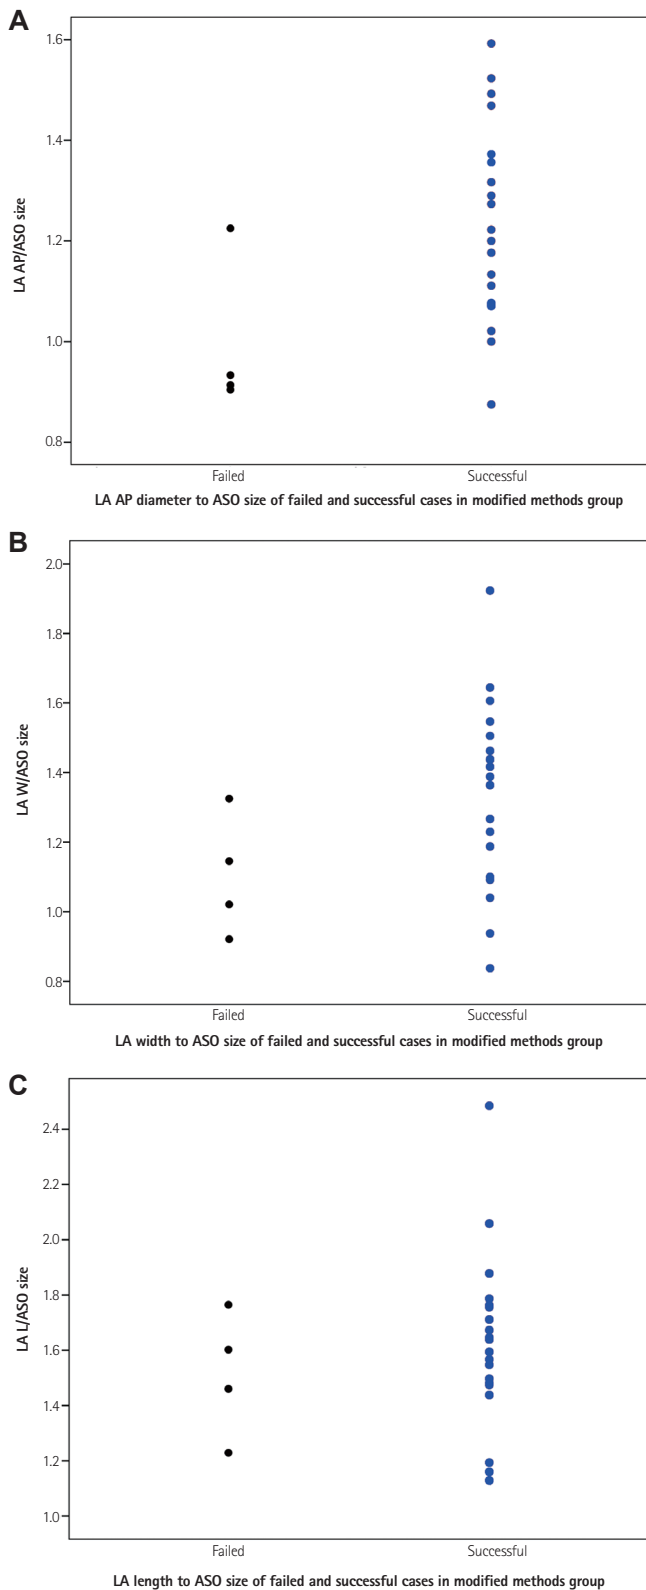 A
1.6
1.4
1.2
1.0
0.8
LA AP/ASO size
Failed Successful
LA AP diameter to ASO size of failed and successful cases in modified methods group
B
2.0
1.8
1.6
1.4
1.2
1.0
0.8
LA W/ASO size
Failed Successful
LA width to ASO size of failed and successful cases in modified methods group
C
2.4
2.2
2.0
1.8
1.6
1.4
1.2
1.0
LA L/ASO size
Failed Successful
LA length to ASO size of failed and successful cases in modified methods group